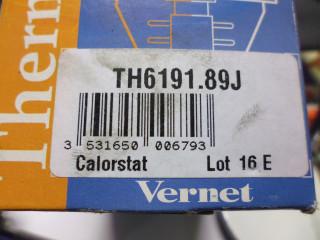 Therm
TH6191.89J
3 531650 006793
Calorstat Lot 16 E
Vernet